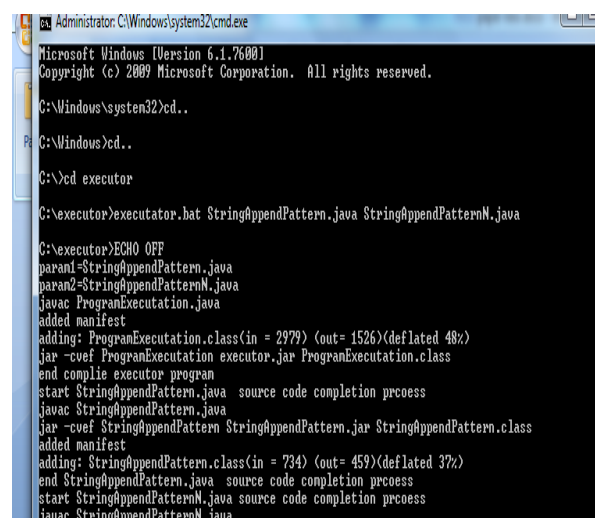 Administrator: C:\Windows\system32\cmd.exe
Microsoft Windows [Version 6.1.7600]
Copyright (c) 2009 Microsoft Corporation.  All rights reserved.
C:\Windows\system32>cd..
C:\Windows>cd..
C:\>cd executor
C:\executor>executator.bat StringAppendPattern.java StringAppendPatternN.java
C:\executor>ECHO OFF
param1=StringAppendPattern.java
param2=StringAppendPatternN.java
javac ProgramExecutation.java
added manifest
adding: ProgramExecutation.class(in = 2979) (out= 1526)(deflated 48%)
jar -cvef ProgramExecutation executor.jar ProgramExecutation.class
end complie executor program
start StringAppendPattern.java  source code completion prcoess
javac StringAppendPattern.java
jar -cvef StringAppendPattern StringAppendPattern.jar StringAppendPattern.class
added manifest
adding: StringAppendPattern.class(in = 734) (out= 459)(deflated 37%)
end StringAppendPattern.java  source code completion prcoess
start StringAppendPatternN.java source code completion prcoess
javac StringAppendPatternN.java